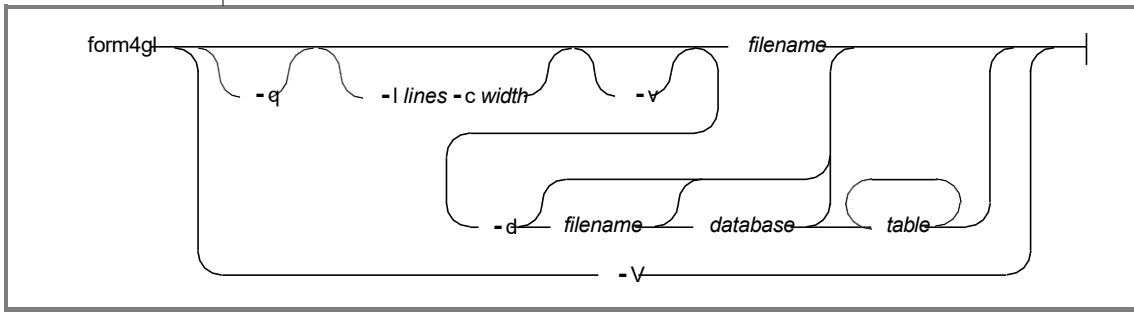 form4gl filename
-q -l lines -c width -v
-d filename database table
-V